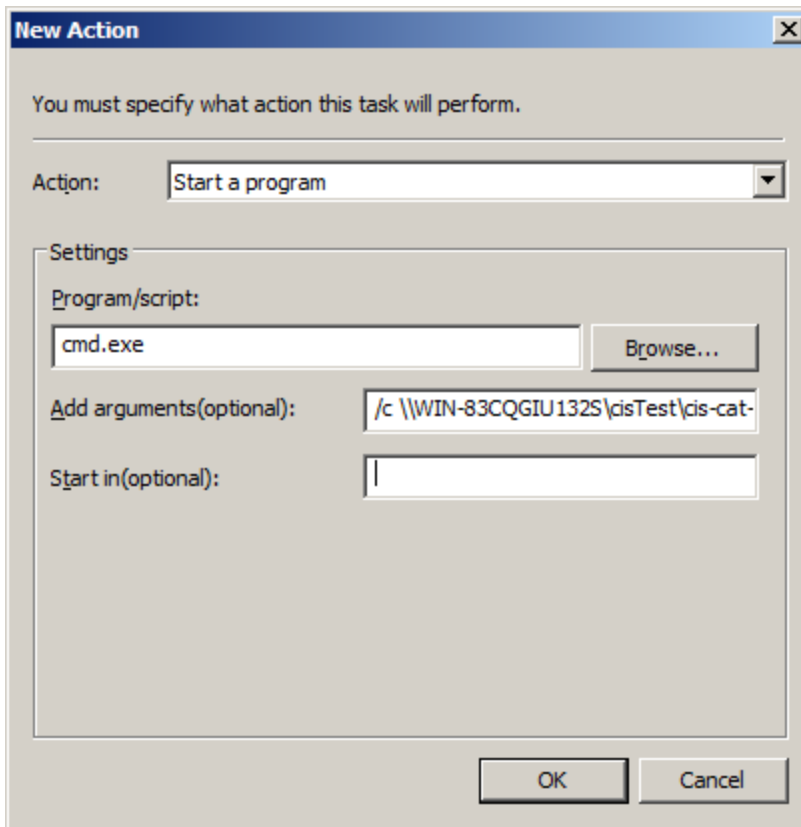 New Action
You must specify what action this task will perform.
Action: Start a program
Settings
Program/script:
cmd.exe Browse...
Add arguments(optional): /c \\WIN-83CQGIU132S\cisTest\cis-cat-
Start in(optional):
OK Cancel